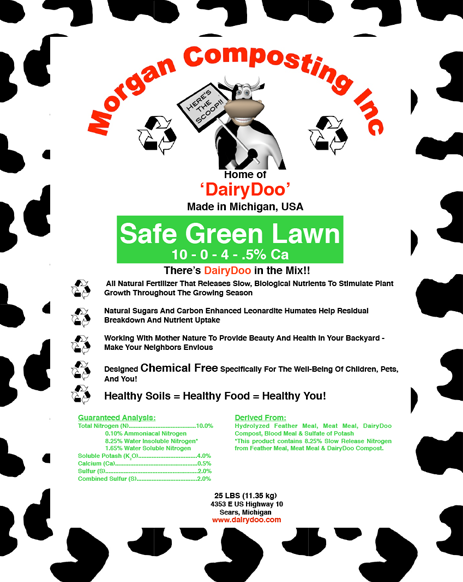 Morgan Composting Inc
HERE'S
THE
SCOOP!!
Home of
‘DairyDoo’
Made in Michigan, USA
Safe Green Lawn
10 - 0 - 4 - .5% Ca
There's DairyDoo in the Mix!!
All Natural Fertilizer That Releases Slow, Biological Nutrients To Stimulate Plant
Growth Throughout The Growing Season
Natural Sugars And Carbon Enhanced Leonardite Humates Help Residual
Breakdown And Nutrient Uptake
Working With Mother Nature To Provide Beauty And Health In Your Backyard -
Make Your Neighbors Envious
Designed Chemical Free Specifically For The Well-Being Of Children, Pets,
And You!
Healthy Soils = Healthy Food = Healthy You!
Guaranteed Analysis:
Total Nitrogen (N)......................................10.0%
0.10% Ammoniacal Nitrogen
8.25% Water Insoluble Nitrogen*
1.65% Water Soluble Nitrogen
Soluble Potash (K2O)..............................4.0%
Calcium (Ca)..........................................0.5%
Sulfur (S)................................................2.0%
Combined Sulfur (S)................................2.0%
Derived From:
Hydrolyzed Feather Meal, Meat Meal, DairyDoo
Compost, Blood Meal & Sulfate of Potash
*This product contains 8.25% Slow Release Nitrogen
from Feather Meal, Meat Meal & DairyDoo Compost.
25 LBS (11.35 kg)
4353 E US Highway 10
Sears, Michigan
www.dairydoo.com